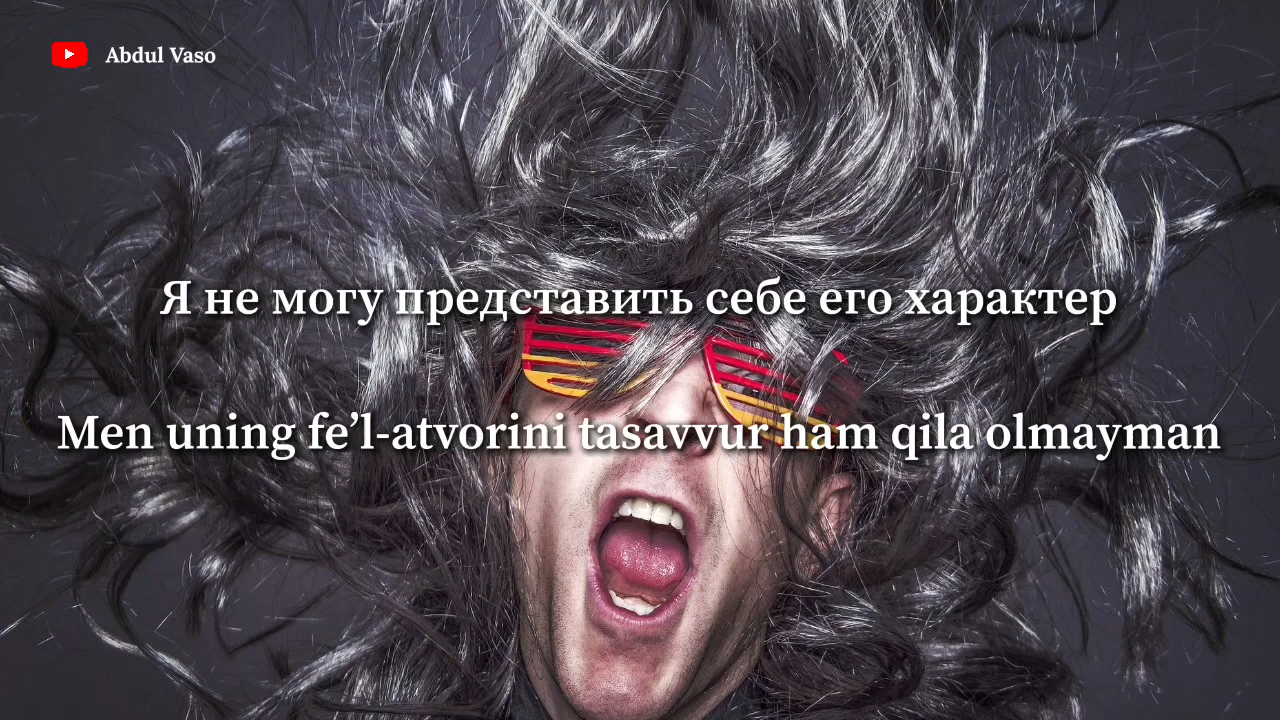 Abdul Vaso
Я не могу представить себе его характер
Men uning fe’l-atvorini tasavvur ham qila olmayman